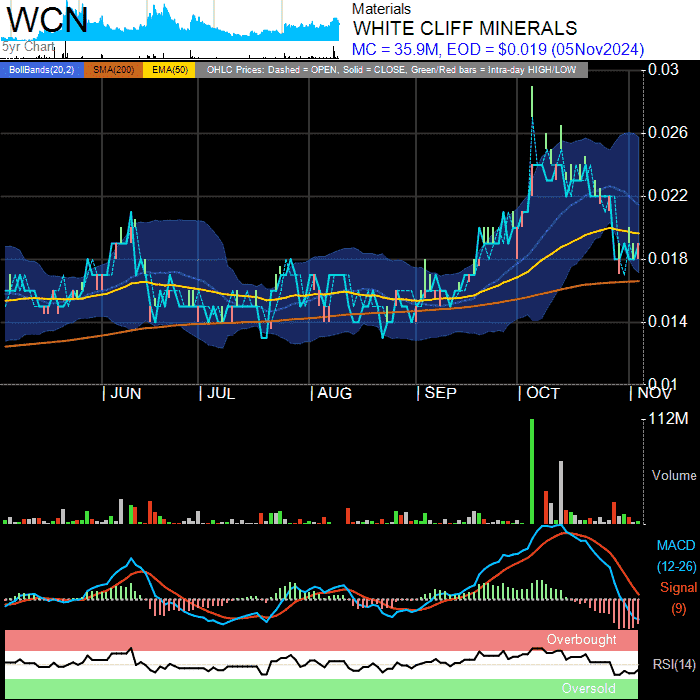 WCN
5yr Chart
Materials
WHITE CLIFF MINERALS
MC = 35.9M, EOD = $0.019 (05Nov2024)
BollBands(20,2) SMA(200) EMA(50) OHLC Prices: Dashed = OPEN, Solid = CLOSE, Green/Red bars = Intra-day HIGH/LOW
0.03
0.026
0.022
0.018
0.014
0.01
| JUN | JUL | AUG | SEP | OCT | NOV
112M
Volume
MACD
(12-26)
Signal
(9)
Overbought
RSI(14)
Oversold